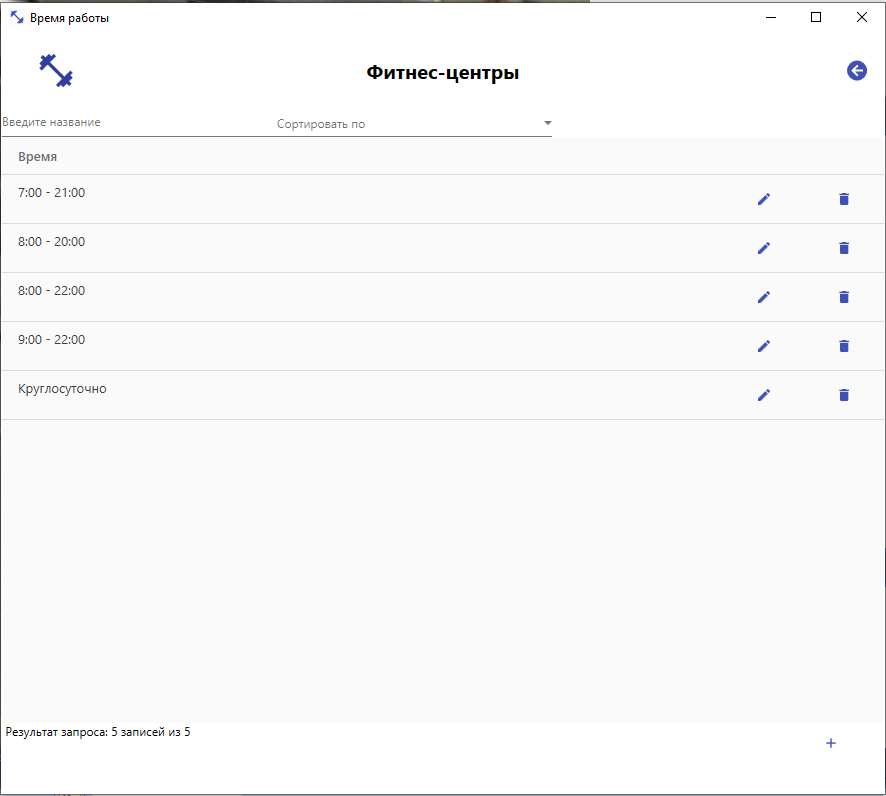 Время работы
Фитнес-центры
Введите название
Сортировать по
Время
7:00 - 21:00
8:00 - 20:00
8:00 - 22:00
9:00 - 22:00
Круглосуточно
Результат запроса: 5 записей из 5